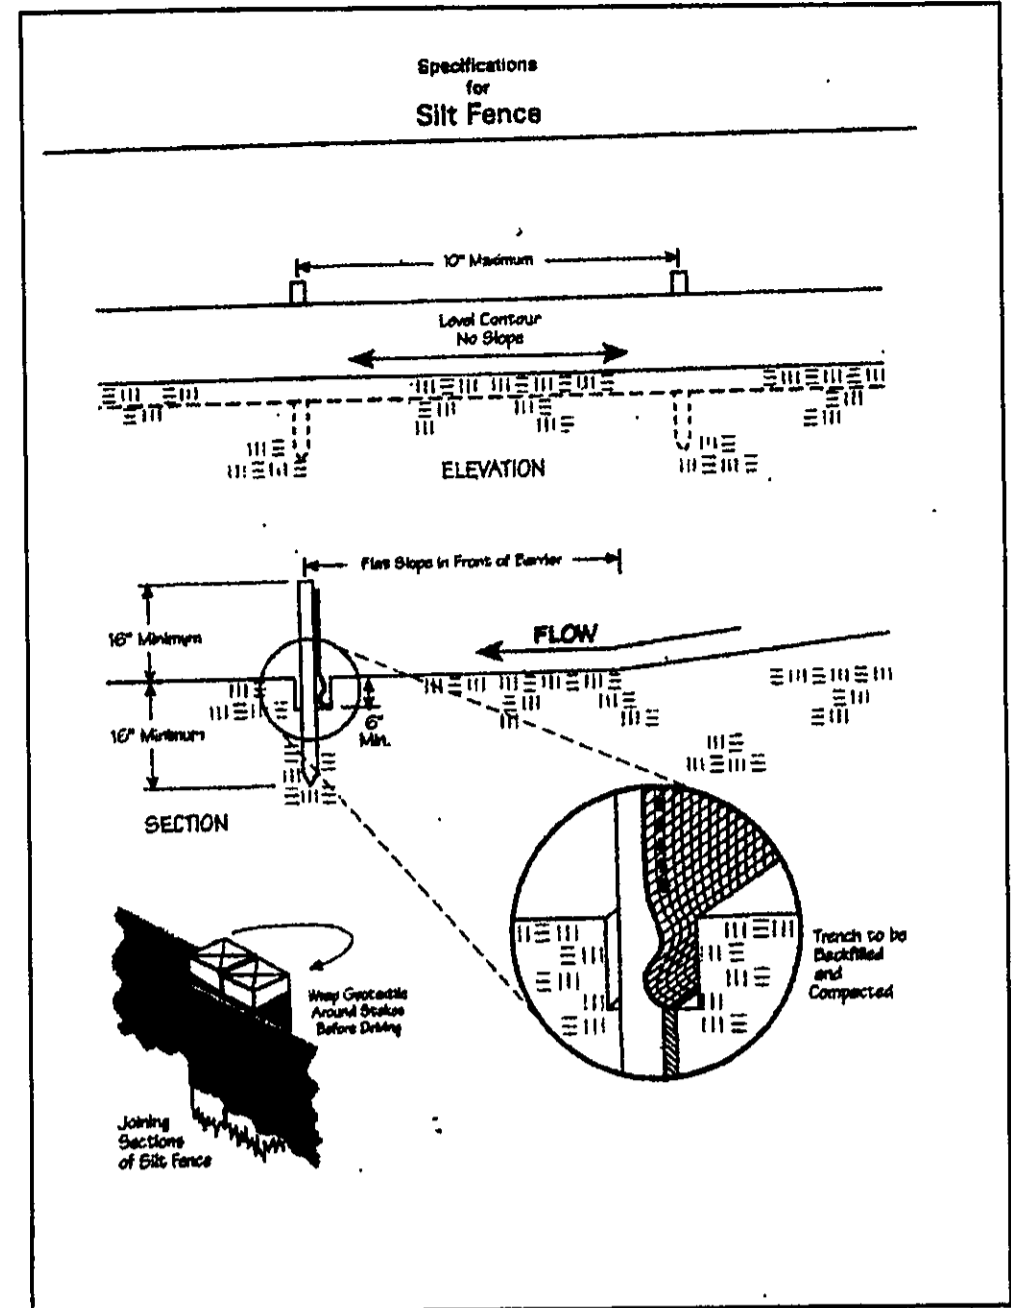 Specifications
for
Silt Fence
10" Maximum
Level Contour
No Slope
ELEVATION
Flat Slope in Front of Barrier
16" Minimum
FLOW
16" Minimum
6"
Min.
SECTION
Trench to be
Backfilled
and
Compacted
Wrap Geotextile
Around Stakes
Before Driving
Joining
Sections
of Silt Fence